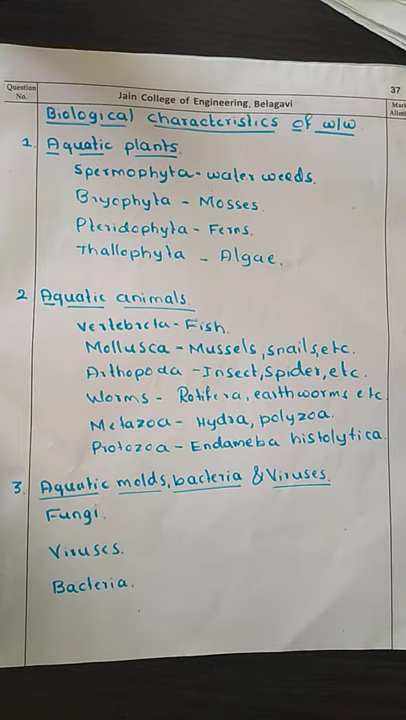 Question No.
Jain College of Engineering, Belagavi
37
Mark
Allott
Biological characteristics of w/w
1. Aquatic plants.
Spermophyta - water weeds.
Bryophyta - Mosses.
Pteridophyta - Ferns.
Thallophyta - Algae.
2 Aquatic animals
Vertebrata - Fish.
Mollusca - Mussels, snails, etc.
Arthopoda - Insect, Spider, etc.
Worms - Rotifera, earthworms etc
Metazoa - Hydra, polyzoa.
Protozoa - Endameba histolytica.
3. Aquatic molds, bacteria & Viruses.
Fungi.
Viruses.
Bacteria.